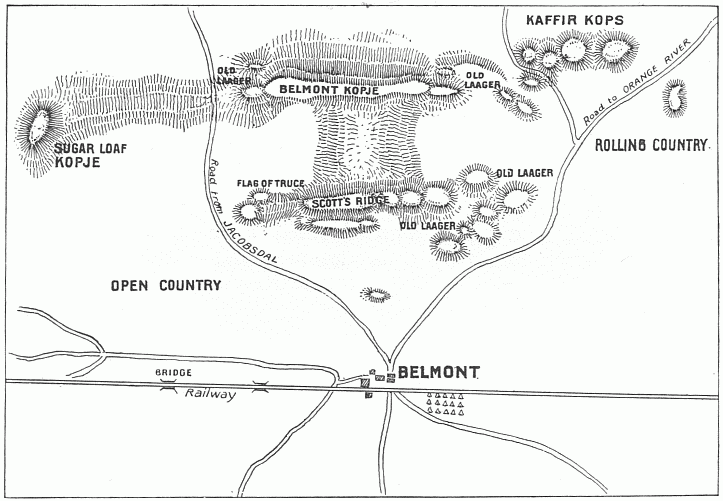 KAFFIR KOPS
OLD
LAAGER
BELMONT KOPJE
OLD
LAAGER
Road to ORANGE RIVER
SUGAR LOAF
KOPJE
ROLLING COUNTRY
Road from JACOBSDAL
FLAG OF TRUCE
SCOTT'S RIDGE
OLD LAAGER
OLD LAAGER
OPEN COUNTRY
BRIDGE
Railway
BELMONT